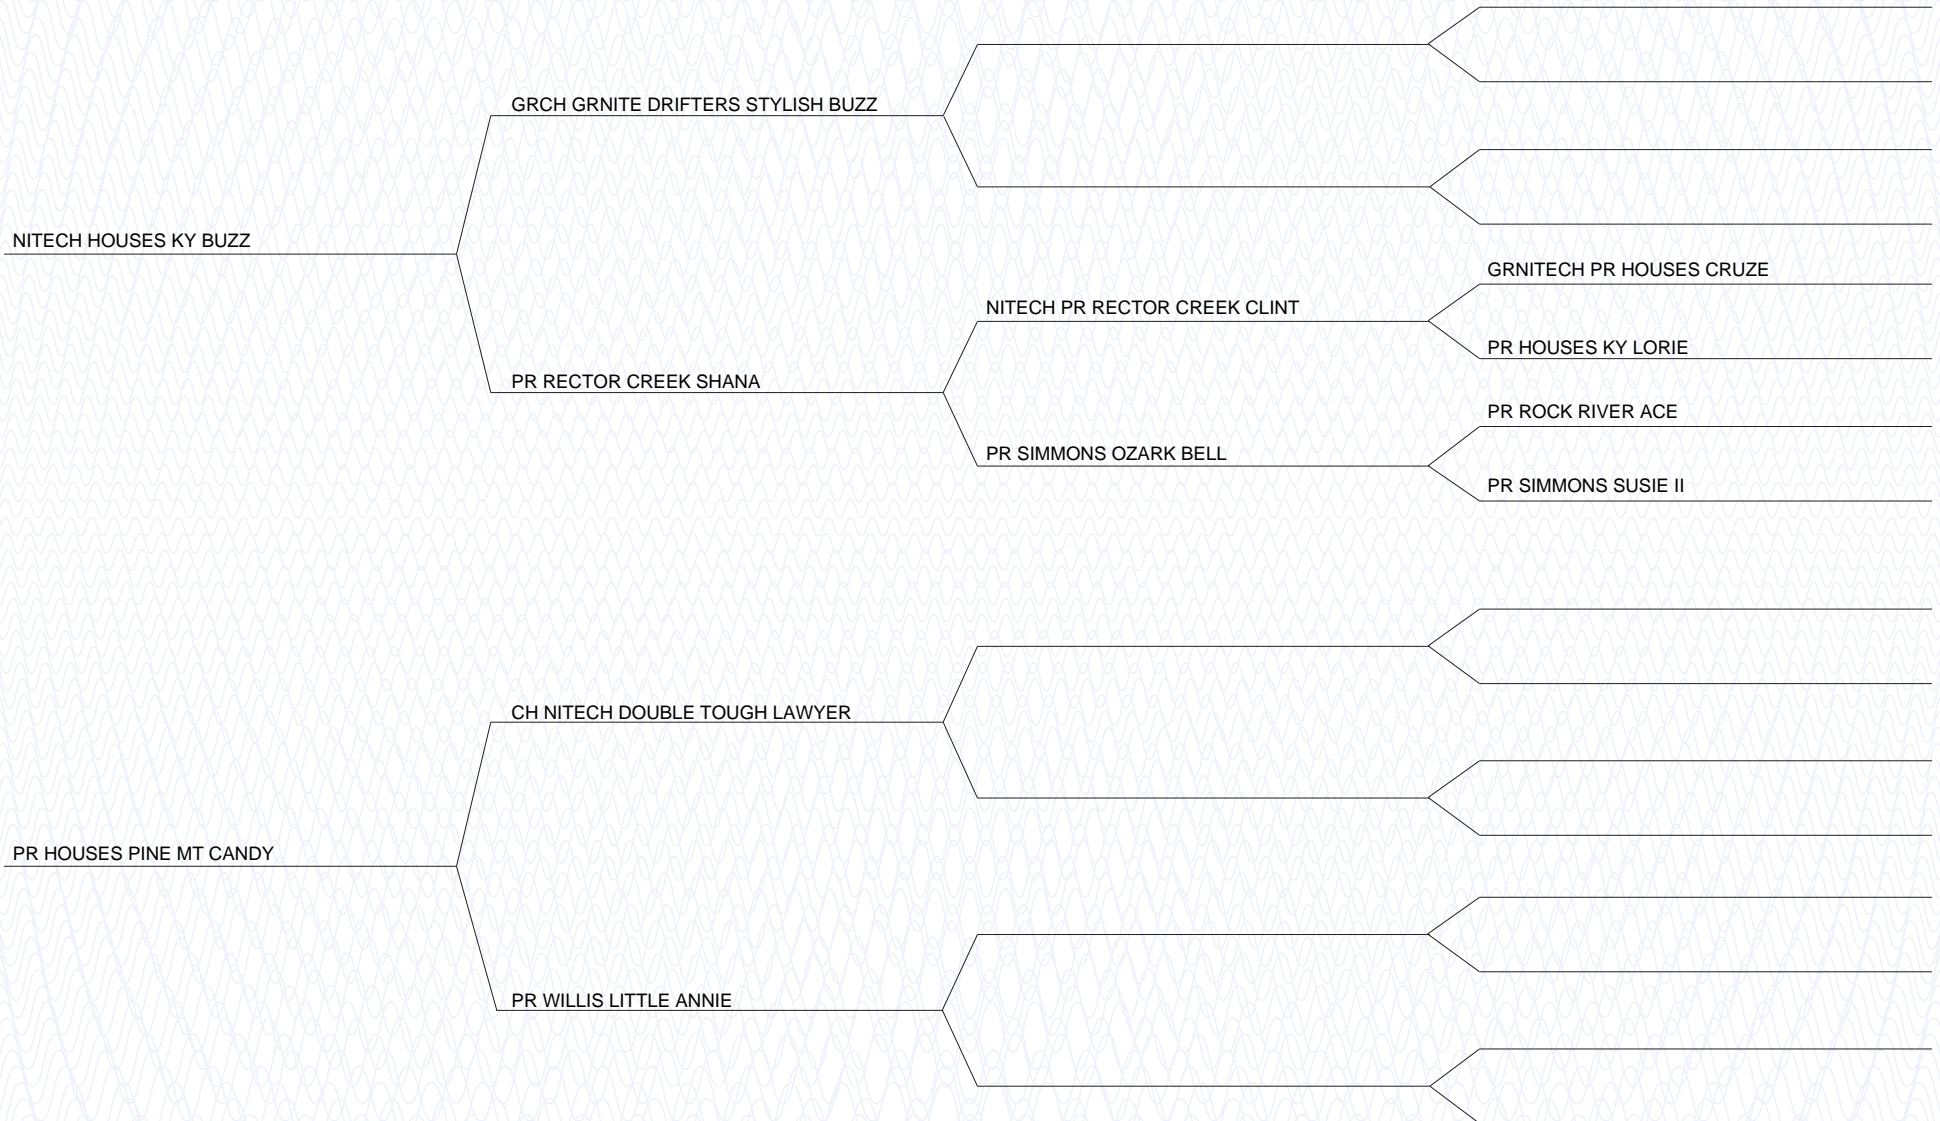 GRCH GRNITE DRIFTERS STYLISH BUZZ
NITECH HOUSES KY BUZZ
GRNITECH PR HOUSES CRUZE
NITECH PR RECTOR CREEK CLINT
PR HOUSES KY LORIE
PR RECTOR CREEK SHANA
PR ROCK RIVER ACE
PR SIMMONS OZARK BELL
PR SIMMONS SUSIE II
CH NITECH DOUBLE TOUGH LAWYER
PR HOUSES PINE MT CANDY
PR WILLIS LITTLE ANNIE